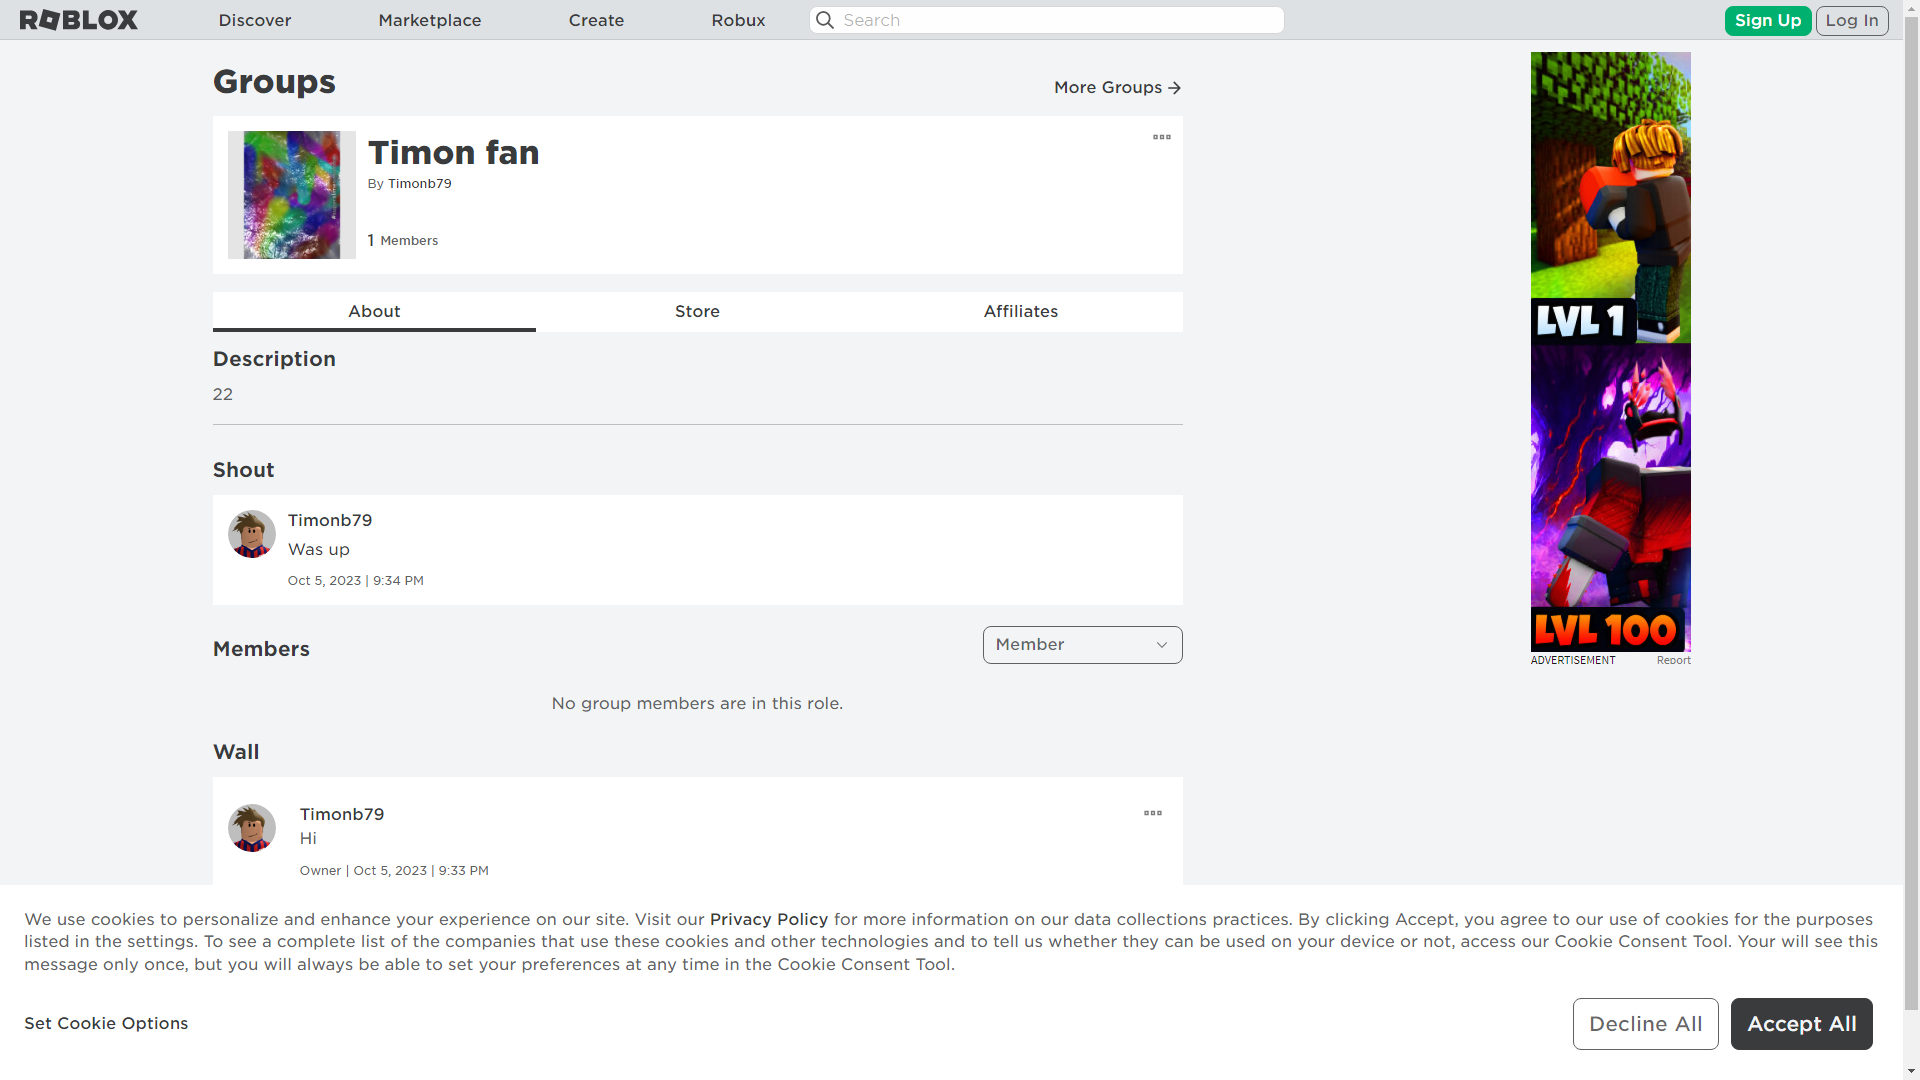 ROBLOX
Discover
Marketplace
Create
Robux
Search
Sign Up
Log In
Groups
More Groups
Timon fan
By Timonb79
1 Members
About
Store
Affiliates
Description
22
Shout
Timonb79
Was up
Oct 5, 2023 | 9:34 PM
Members
Member
No group members are in this role.
Wall
Timonb79
Hi
Owner | Oct 5, 2023 | 9:33 PM
LVL 1
LVL 100
ADVERTISEMENT
Report
We use cookies to personalize and enhance your experience on our site. Visit our Privacy Policy for more information on our data collections practices. By clicking Accept, you agree to our use of cookies for the purposes
listed in the settings. To see a complete list of the companies that use these cookies and other technologies and to tell us whether they can be used on your device or not, access our Cookie Consent Tool. Your will see this
message only once, but you will always be able to set your preferences at any time in the Cookie Consent Tool.
Set Cookie Options
Decline All
Accept All